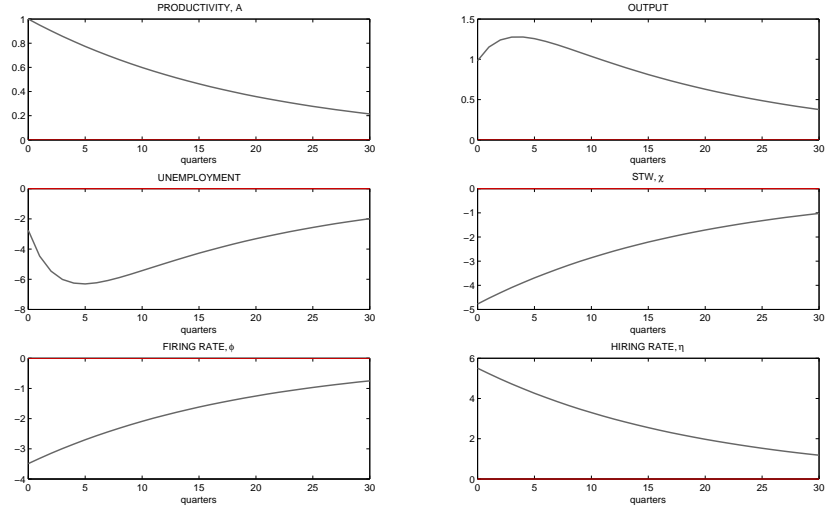 PRODUCTIVITY, A
1
0.8
0.6
0.4
0.2
0
0 5 10 15 20 25 30
quarters
OUTPUT
1.5
1
0.5
0
0 5 10 15 20 25 30
quarters
UNEMPLOYMENT
0
−2
−4
−6
−8
0 5 10 15 20 25 30
quarters
STW, χ
0
−1
−2
−3
−4
−5
0 5 10 15 20 25 30
quarters
FIRING RATE, ϕ
0
−1
−2
−3
−4
0 5 10 15 20 25 30
quarters
HIRING RATE, η
6
4
2
0
0 5 10 15 20 25 30
quarters